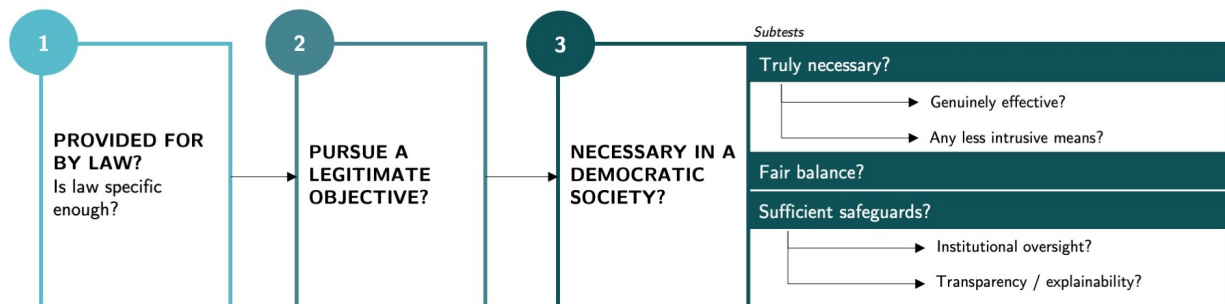 1
PROVIDED FOR
BY LAW?
Is law specific
enough?
2
PURSUE A
LEGITIMATE
OBJECTIVE?
3
NECESSARY IN A
DEMOCRATIC
SOCIETY?
Subtests
Truly necessary?
Genuinely effective?
Any less intrusive means?
Fair balance?
Sufficient safeguards?
Institutional oversight?
Transparency / explainability?